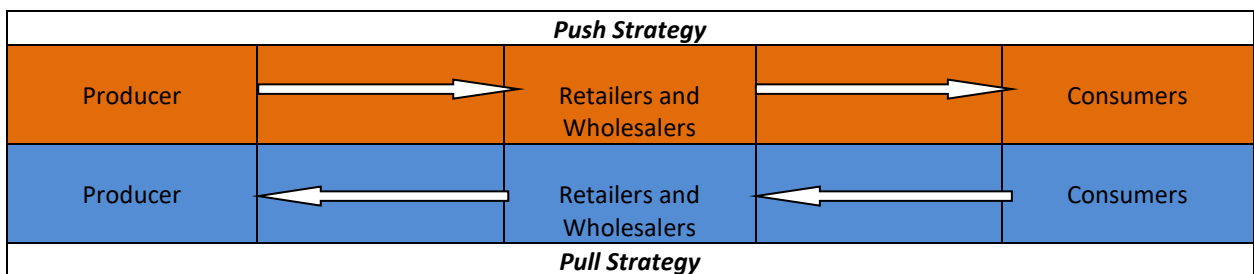 Push Strategy
Producer
Retailers and
Wholesalers
Consumers
Producer
Retailers and
Wholesalers
Consumers
Pull Strategy